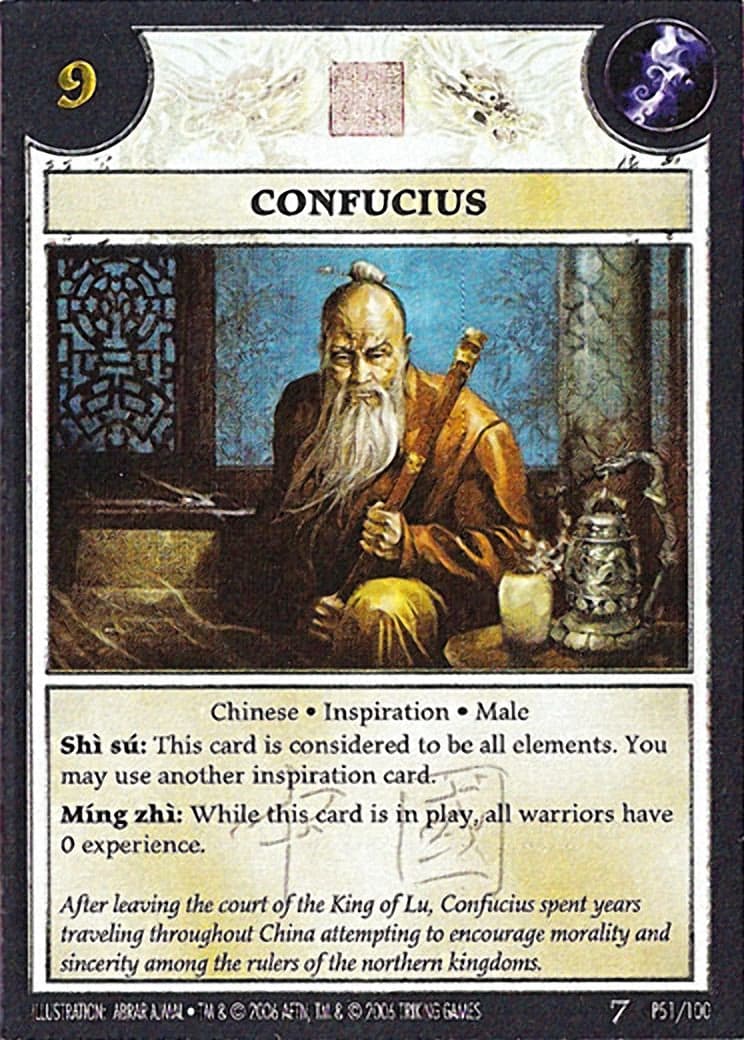 9
CONFUCIUS
Chinese • Inspiration • Male
Shì sú: This card is considered to be all elements. You
may use another inspiration card.
Míng zhì: While this card is in play, all warriors have
0 experience.
After leaving the court of the King of Lu, Confucius spent years
traveling throughout China attempting to encourage morality and
sincerity among the rulers of the northern kingdoms.
ILLUSTRATION: ABRAR AJMAL • TM & © 2006 AETN, TM & © 2006 TRIKING GAMES 7 P51/100